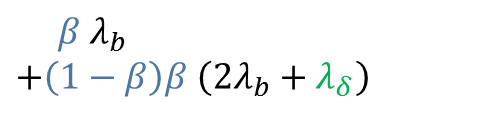 β λ_b
+(1 − β)β (2λ_b + λ_δ)